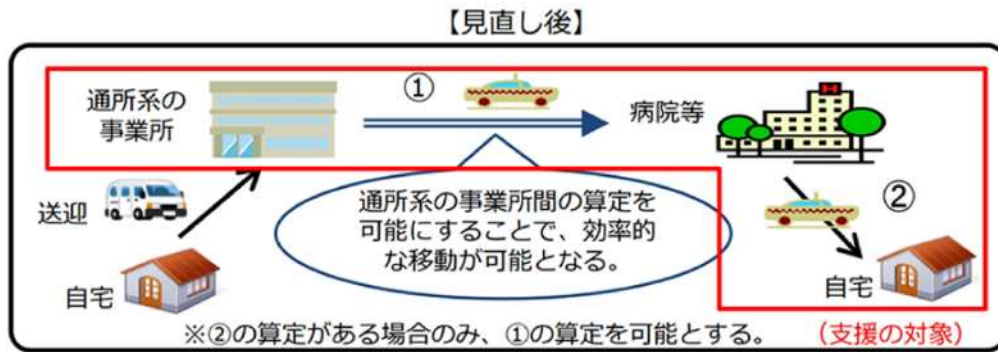 【見直し後】
通所系の
事業所
①
病院等
送迎
通所系の事業所間の算定を
可能にすることで、効率的
な移動が可能となる。
②
自宅
自宅
※②の算定がある場合のみ、①の算定を可能とする。
（支援の対象）